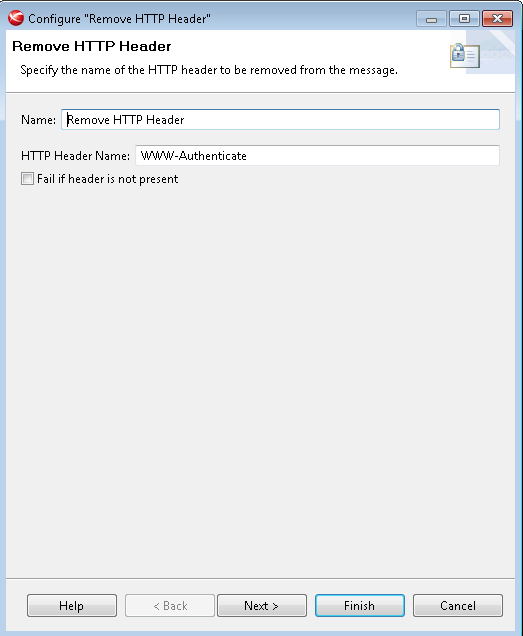 Configure "Remove HTTP Header"
Remove HTTP Header
Specify the name of the HTTP header to be removed from the message.
Name: Remove HTTP Header
HTTP Header Name: WWW-Authenticate
Fail if header is not present
Help < Back Next > Finish Cancel